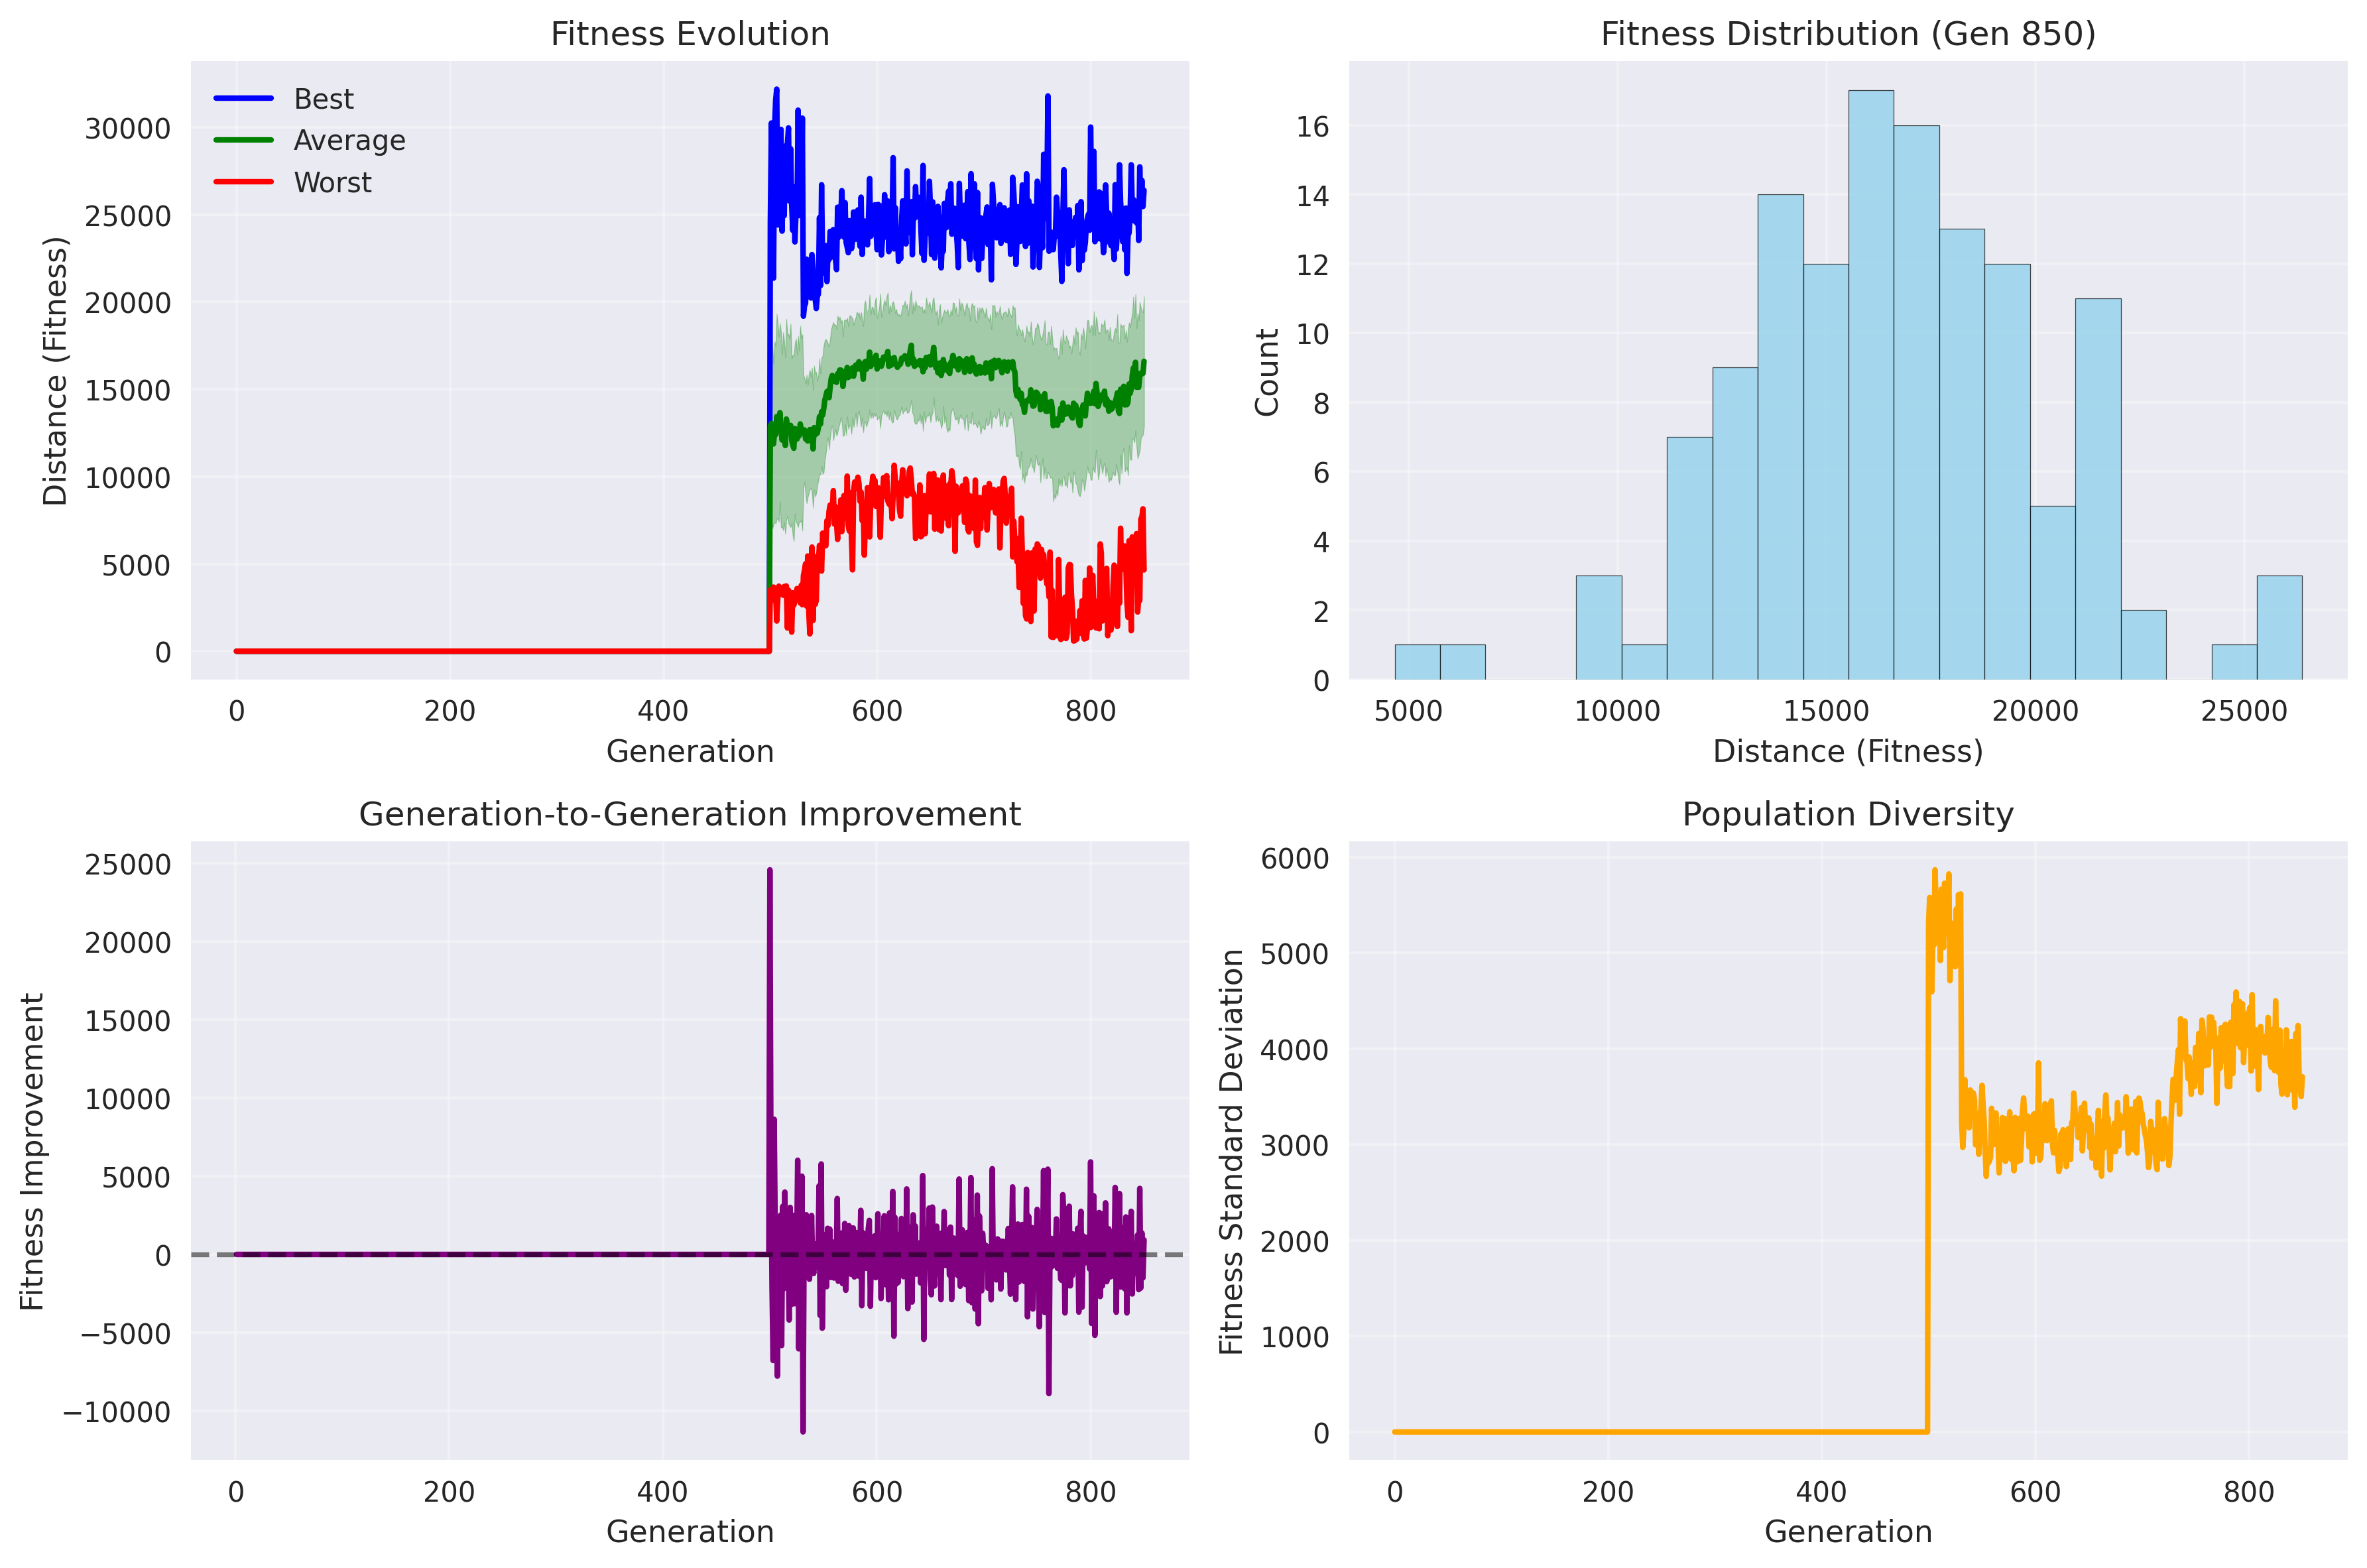 Fitness Evolution
Distance (Fitness)
30000
25000
20000
15000
10000
5000
0
Best
Average
Worst
0 200 400 600 800
Generation
Fitness Distribution (Gen 850)
Count
16
14
12
10
8
6
4
2
0
5000 10000 15000 20000 25000
Distance (Fitness)
Generation-to-Generation Improvement
Fitness Improvement
25000
20000
15000
10000
5000
0
−5000
−10000
0 200 400 600 800
Generation
Population Diversity
Fitness Standard Deviation
6000
5000
4000
3000
2000
1000
0
0 200 400 600 800
Generation